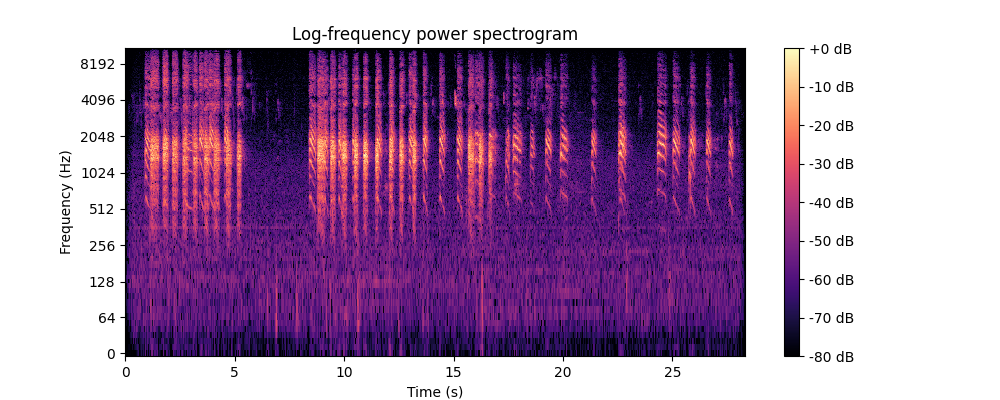 Log-frequency power spectrogram
Frequency (Hz)
8192
4096
2048
1024
512
256
128
64
0
0 5 10 15 20 25
Time (s)
+0 dB
-10 dB
-20 dB
-30 dB
-40 dB
-50 dB
-60 dB
-70 dB
-80 dB